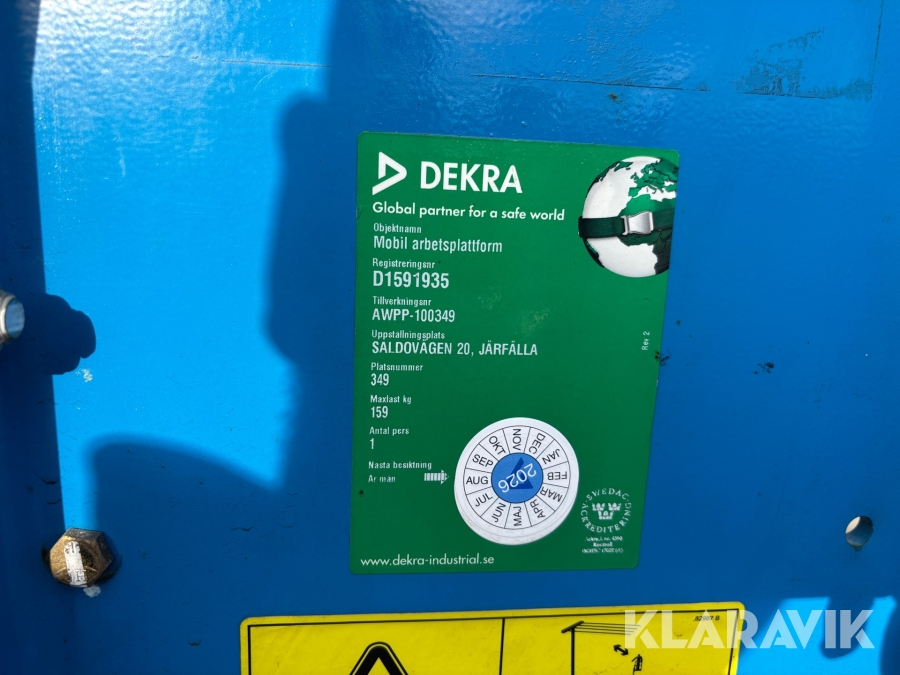 DEKRA
Global partner for a safe world
Objektnamn
Mobil arbetsplattform
Registreringsnr
D1591935
Tillverkningsnr
AWPP-100349
Uppställningsplats
SALDOVÄGEN 20, JÄRFÄLLA
Platsnummer
349
Maxlast kg
159
Antal pers
1
Nästa besiktning
År mån
2026
JAN
FEB
MAR
APR
MAJ
JUN
JUL
AUG
SEP
OKT
NOV
DEC
Rev 2
SWEDAC
ACKREDITERING
Kontroll
www.dekra-industrial.se
KLARAVIK